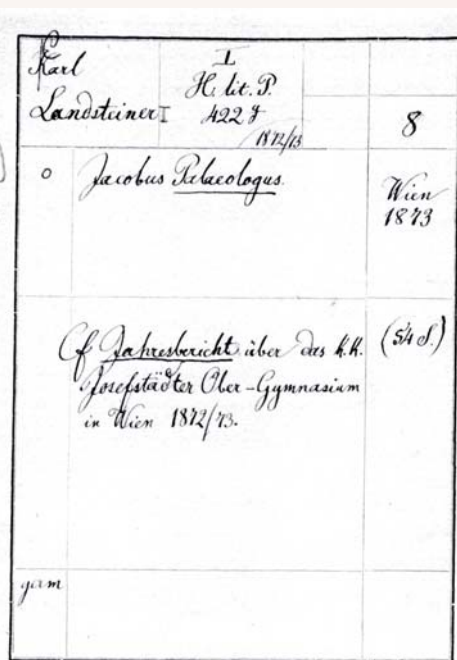 Karl
Landsteiner I
I
H. lit. P.
422 f
1872/73
8
o
Jacobus Palaeologus.
Wien
1873
Cf Jahresbericht über das k.k.
Josefstädter Ober-Gymnasium
in Wien 1872/73.
(54 S.)
germ